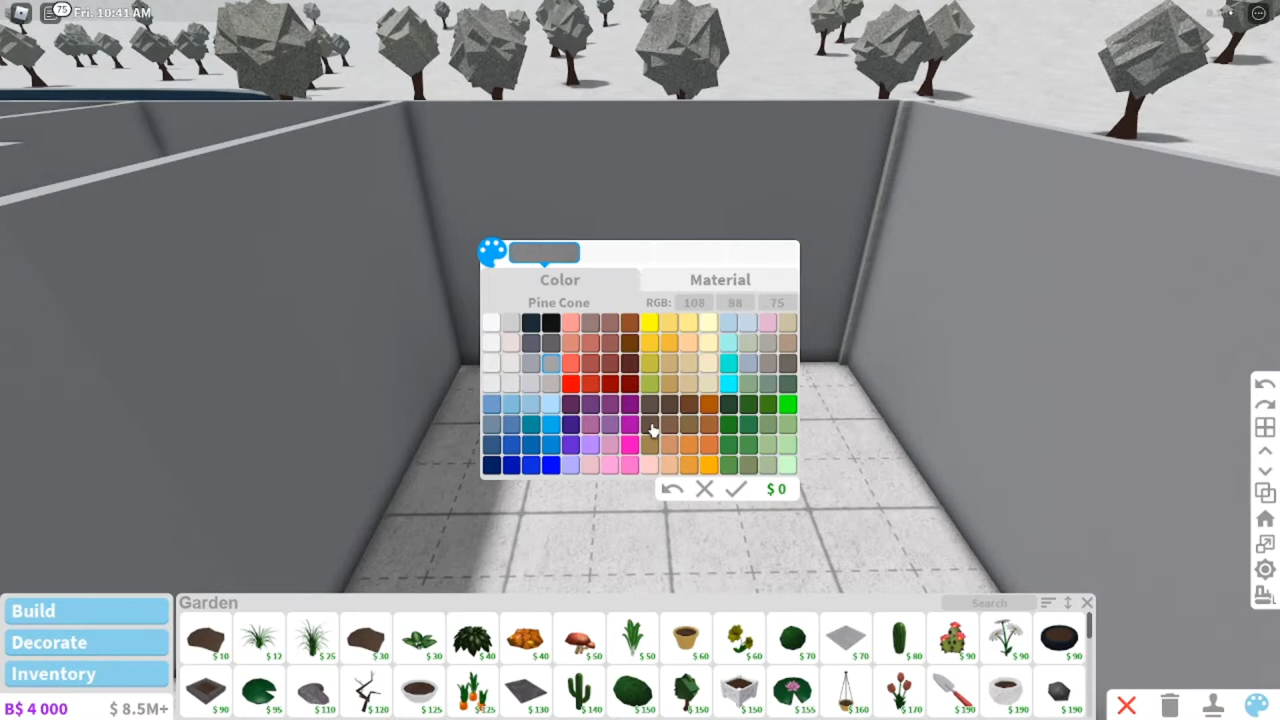 75 Fri. 10:41 AM
Color Material
Pine Cone RGB: 108 88 75
$ 0
Build
Decorate
Inventory
B$ 4 000 $ 8.5M+
Garden Search
$10 $12 $25 $30 $30 $40 $40 $50 $50 $60 $60 $70 $70 $80 $90 $90 $90
$90 $95 $110 $120 $125 $125 $130 $140 $150 $150 $150 $155 $160 $170 $190 $190 $190